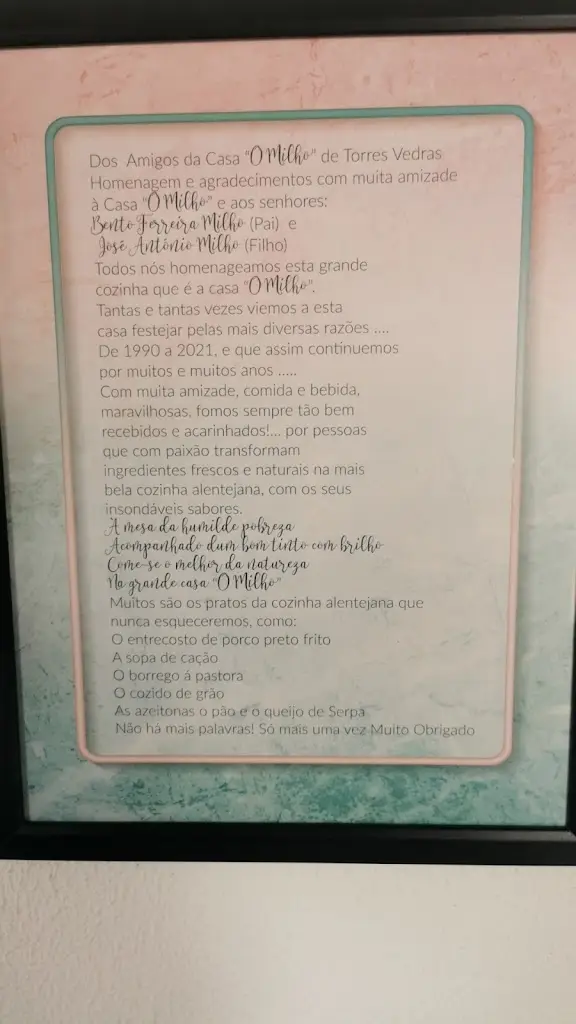 Dos Amigos da Casa "O Milho" de Torres Vedras
Homenagem e agradecimentos com muita amizade
à Casa "O Milho" e aos senhores:
Bento Ferreira Milho (Pai) e
José António Milho (Filho)
Todos nós homenageamos esta grande
cozinha que é a casa "O Milho".
Tantas e tantas vezes viemos a esta
casa festejar pelas mais diversas razões ....
De 1990 a 2021, e que assim continuemos
por muitos e muitos anos .....
Com muita amizade, comida e bebida,
maravilhosas, fomos sempre tão bem
recebidos e acarinhados!... por pessoas
que com paixão transformam
ingredientes frescos e naturais na mais
bela cozinha alentejana, com os seus
insondáveis sabores.
A mesa da humilde pobreza
Acompanhado dum bom tinto com brilho
Come-se o melhor da natureza
Na grande casa "O Milho"
Muitos são os pratos da cozinha alentejana que
nunca esqueceremos, como:
O entrecosto de porco preto frito
A sopa de cação
O borrego á pastora
O cozido de grão
As azeitonas o pão e o queijo de Serpa
Não há mais palavras! Só mais uma vez Muito Obrigado